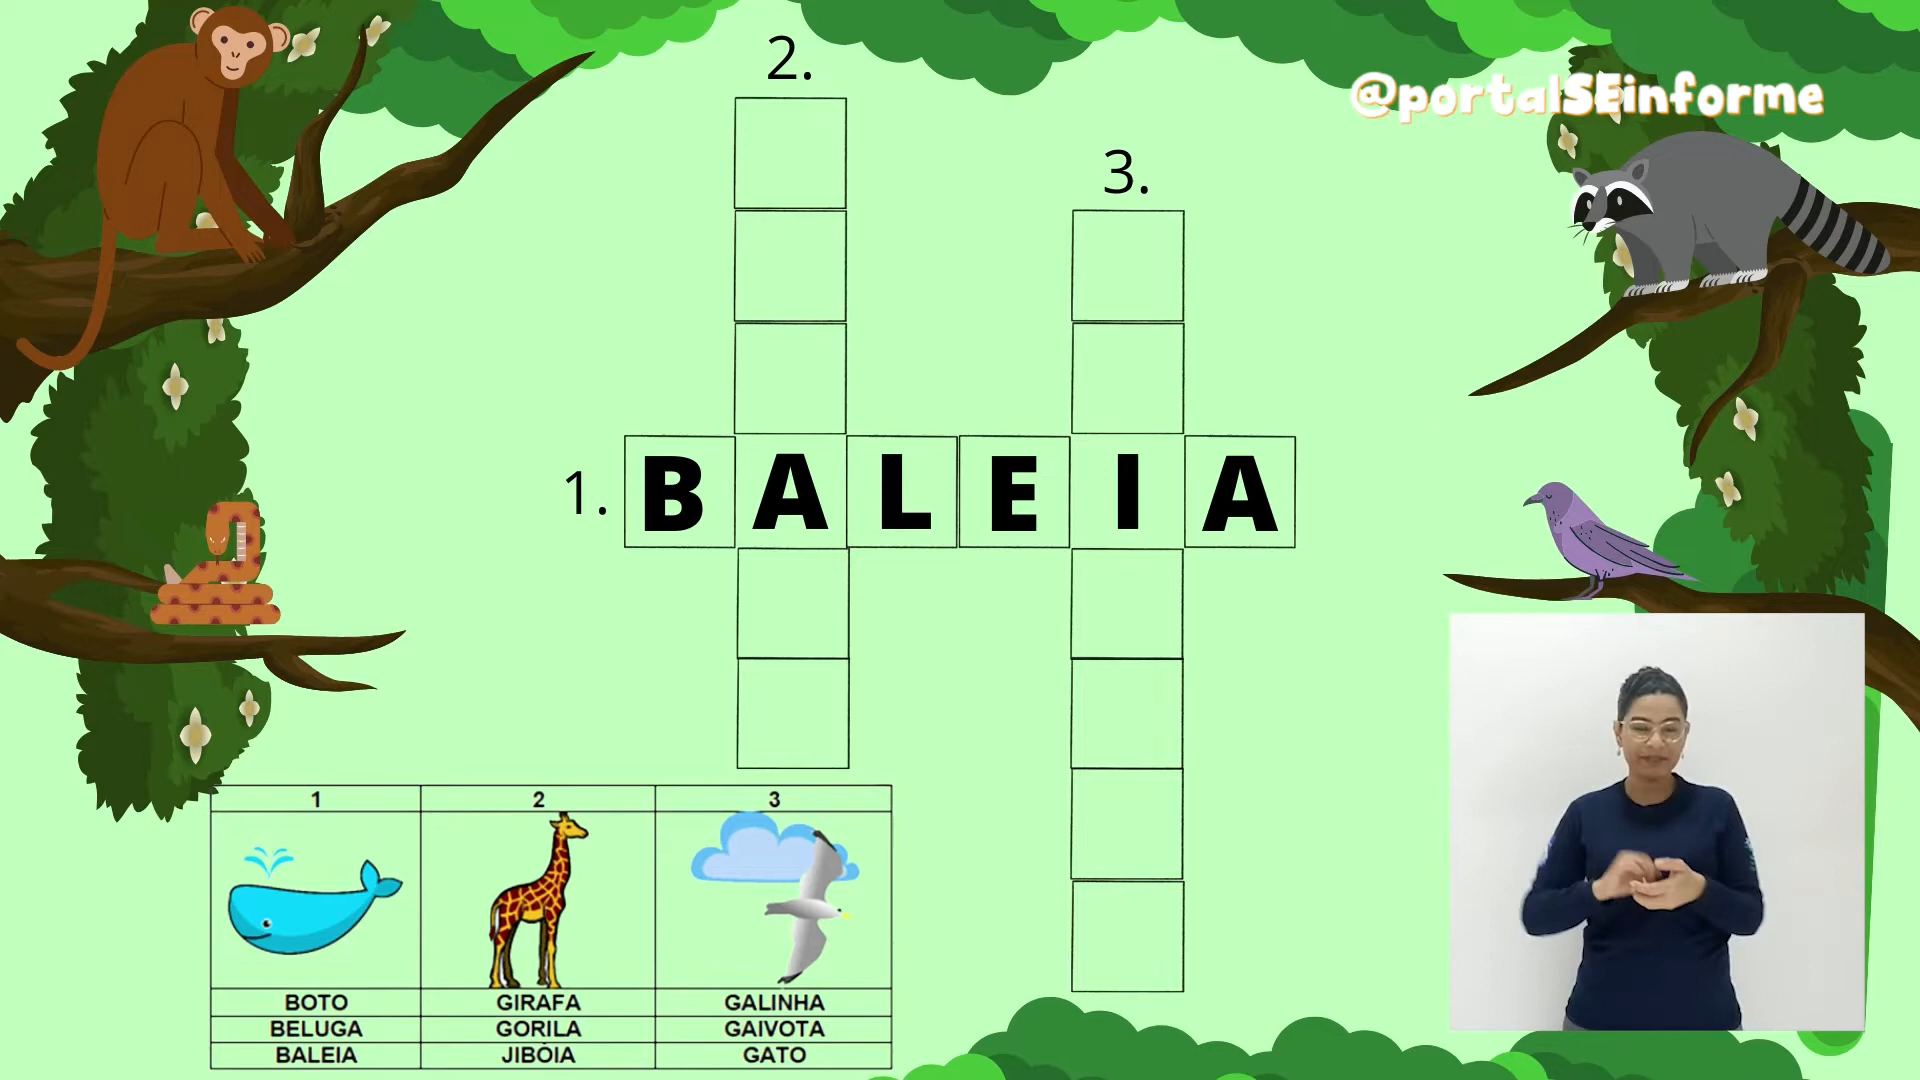 2.
@portalSEinforme
3.
1. BALEIA
1 2 3
BOTO GIRAFA GALINHA
BELUGA GORILA GAIVOTA
BALEIA JIBÓIA GATO